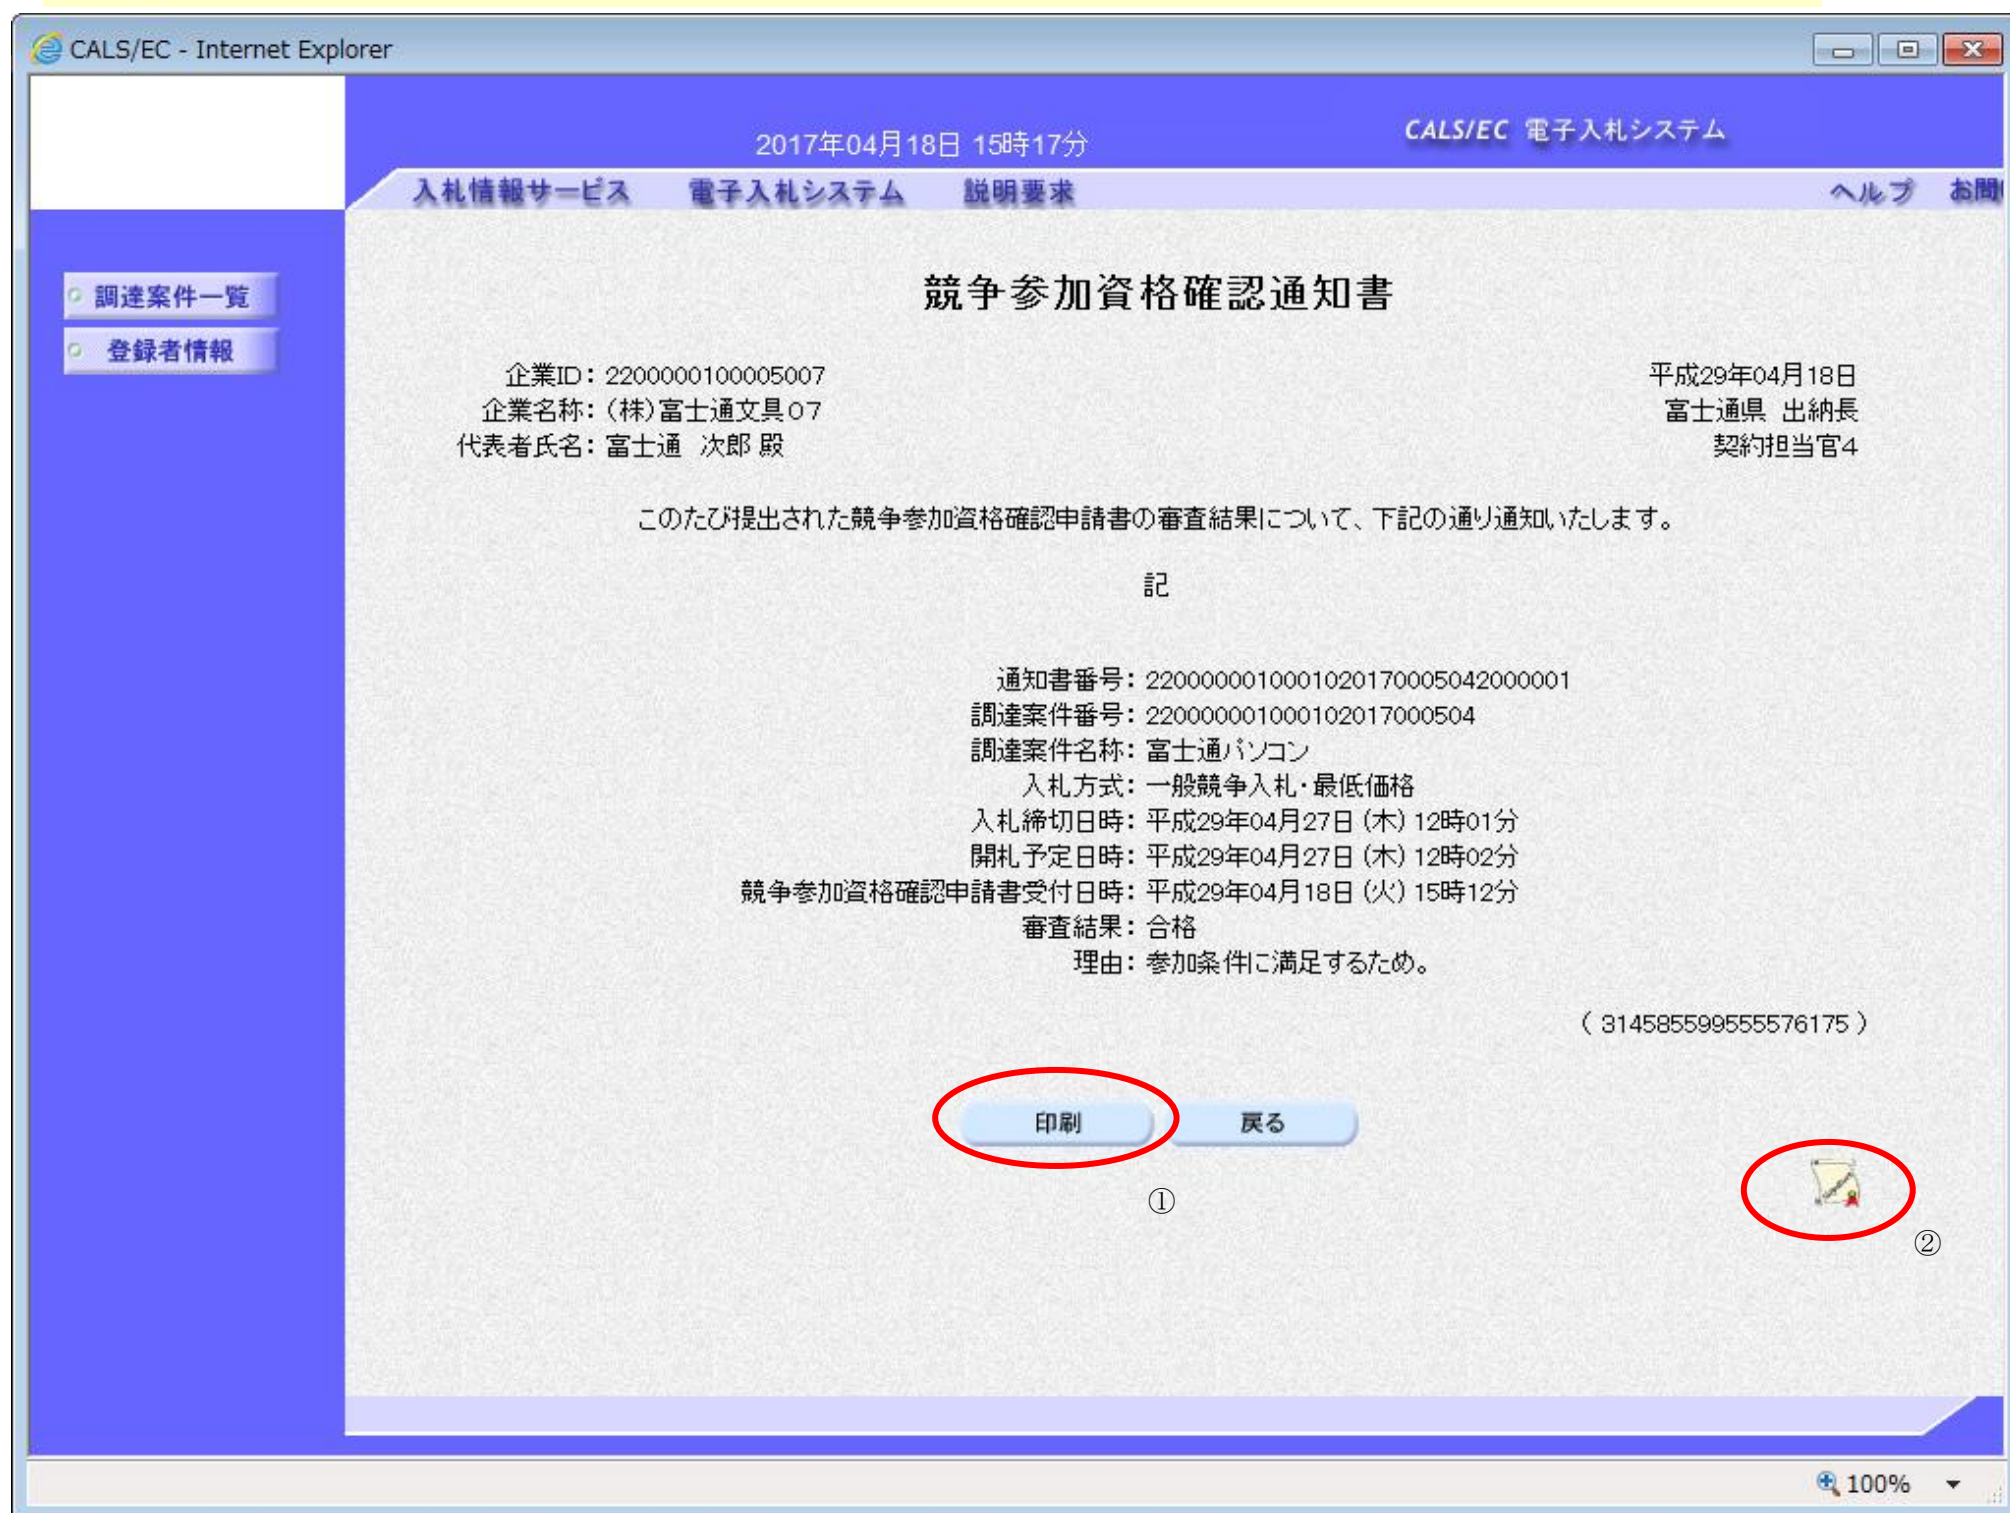 CALS/EC - Internet Explorer
2017年04月18日 15時17分
CALS/EC 電子入札システム
入札情報サービス 電子入札システム 説明要求 ヘルプ お問
調達案件一覧
登録者情報
競争参加資格確認通知書
企業ID：2200000100005007
企業名称：（株）富士通文具０７
代表者氏名：富士通 次郎 殿
平成29年04月18日
富士通県 出納長
契約担当官４
このたび提出された競争参加資格確認申請書の審査結果について、下記の通り通知いたします。
記
通知書番号：2200000010001020170005042000001
調達案件番号：220000001000102017000504
調達案件名称：富士通パソコン
入札方式：一般競争入札・最低価格
入札締切日時：平成29年04月27日（木）12時01分
開札予定日時：平成29年04月27日（木）12時02分
競争参加資格確認申請書受付日時：平成29年04月18日（火）15時12分
審査結果：合格
理由：参加条件に満足するため。
（ 314585599555576175 ）
印刷 戻る
①
②
100%